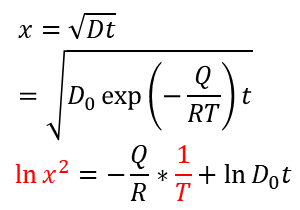 x = √(Dt)
= √(D₀ exp(−Q/(RT)) t)
ln x² = −Q/R * 1/T + ln D₀t